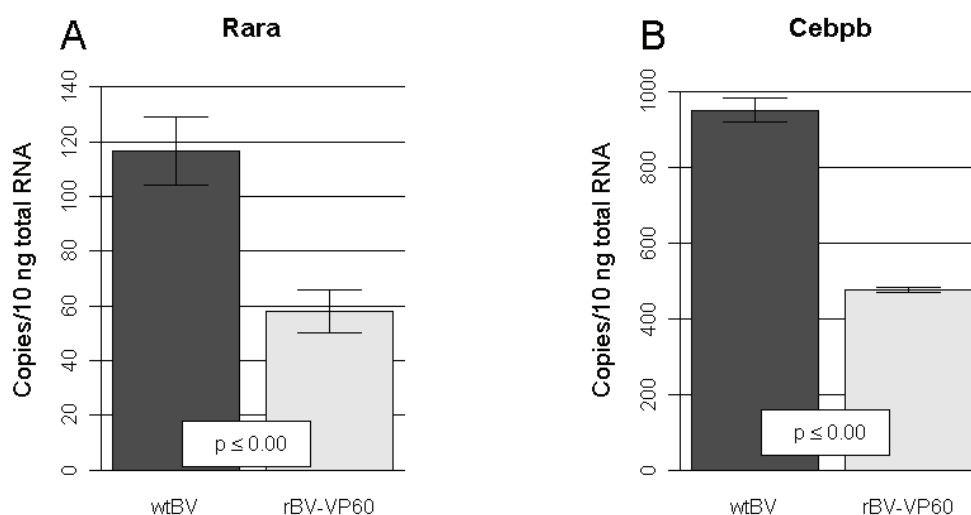 A
Rara
Copies/10 ng total RNA
140
120
100
80
60
40
20
0
p ≤ 0.00
wtBV
rBV-VP60
B
Cebpb
Copies/10 ng total RNA
1000
800
600
400
200
0
p ≤ 0.00
wtBV
rBV-VP60